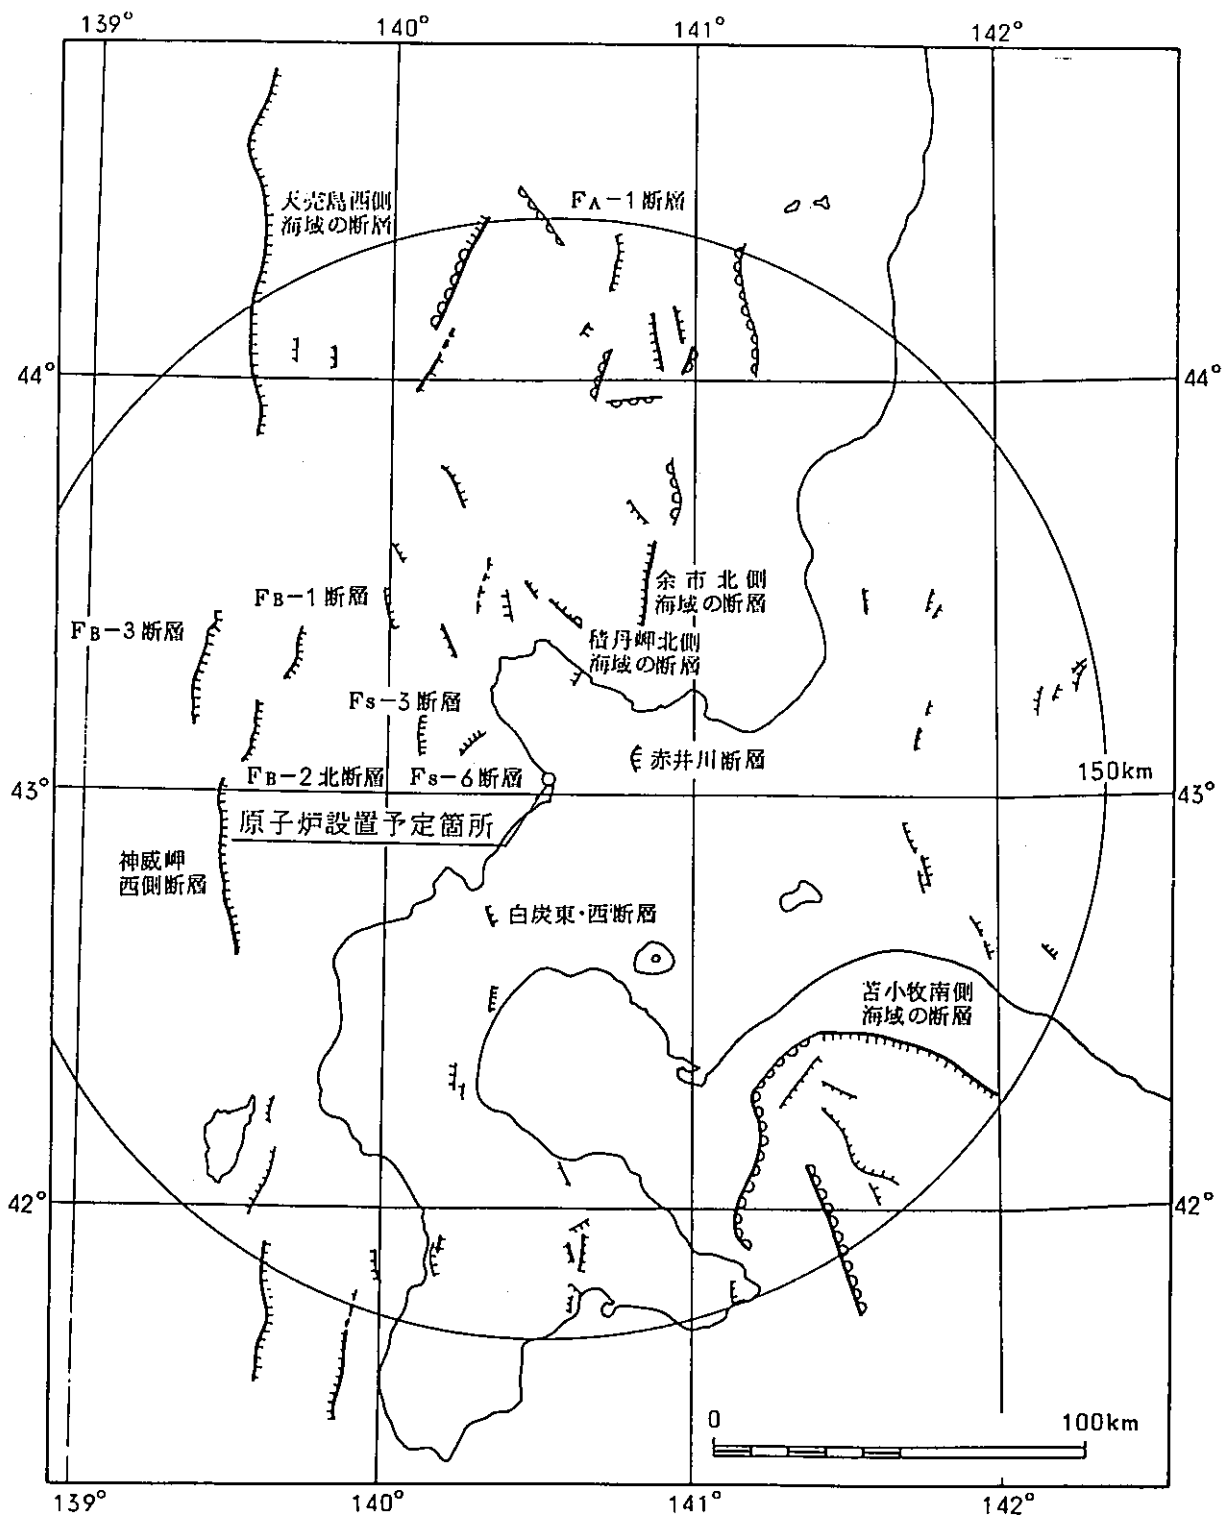 139°
140°
141°
142°
天売島西側
海域の断層
FA-1断層
44°
44°
FB-1断層
FB-3断層
余市北側
海域の断層
積丹岬北側
海域の断層
Fs-3断層
赤井川断層
FB-2北断層
Fs-6断層
150km
43°
43°
原子炉設置予定箇所
神威岬
西側断層
白炭東・西断層
苫小牧南側
海域の断層
42°
42°
0
100km
139°
140°
141°
142°